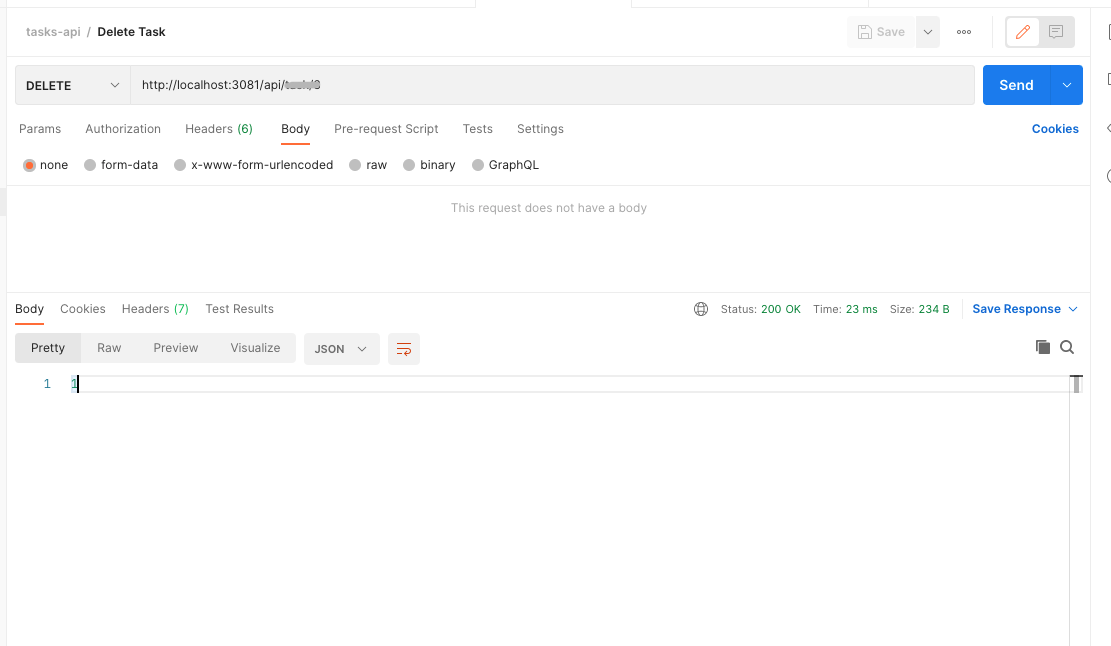 tasks-api / Delete Task
Save
DELETE
http://localhost:3081/api/
Send
Params Authorization Headers (6) Body Pre-request Script Tests Settings Cookies
none form-data x-www-form-urlencoded raw binary GraphQL
This request does not have a body
Body Cookies Headers (7) Test Results Status: 200 OK Time: 23 ms Size: 234 B Save Response
Pretty Raw Preview Visualize JSON
1 1